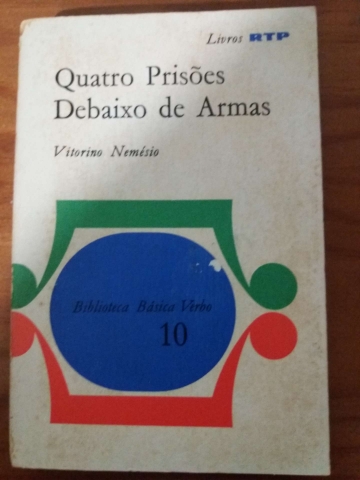 Livros RTP
Quatro Prisões
Debaixo de Armas
Vitorino Nemésio
Biblioteca Básica Verbo
10